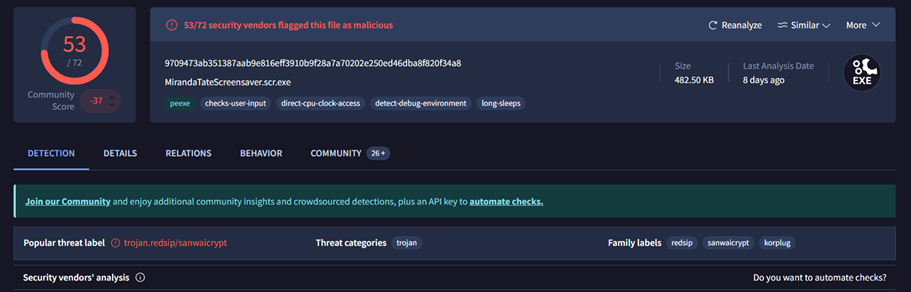 53
/ 72
Community
Score
-37
53/72 security vendors flagged this file as malicious
Reanalyze
Similar
More
9709473ab351387aab9e816eff3910b9f28a7a70202e250ed46dba8f820f34a8
MirandaTateScreensaver.scr.exe
peexe
checks-user-input
direct-cpu-clock-access
detect-debug-environment
long-sleeps
Size
482.50 KB
Last Analysis Date
8 days ago
EXE
DETECTION
DETAILS
RELATIONS
BEHAVIOR
COMMUNITY
26 +
Join our Community and enjoy additional community insights and crowdsourced detections, plus an API key to automate checks.
Popular threat label
trojan.redsip/sanwaicrypt
Threat categories
trojan
Family labels
redsip
sanwaicrypt
korplug
Security vendors' analysis
Do you want to automate checks?